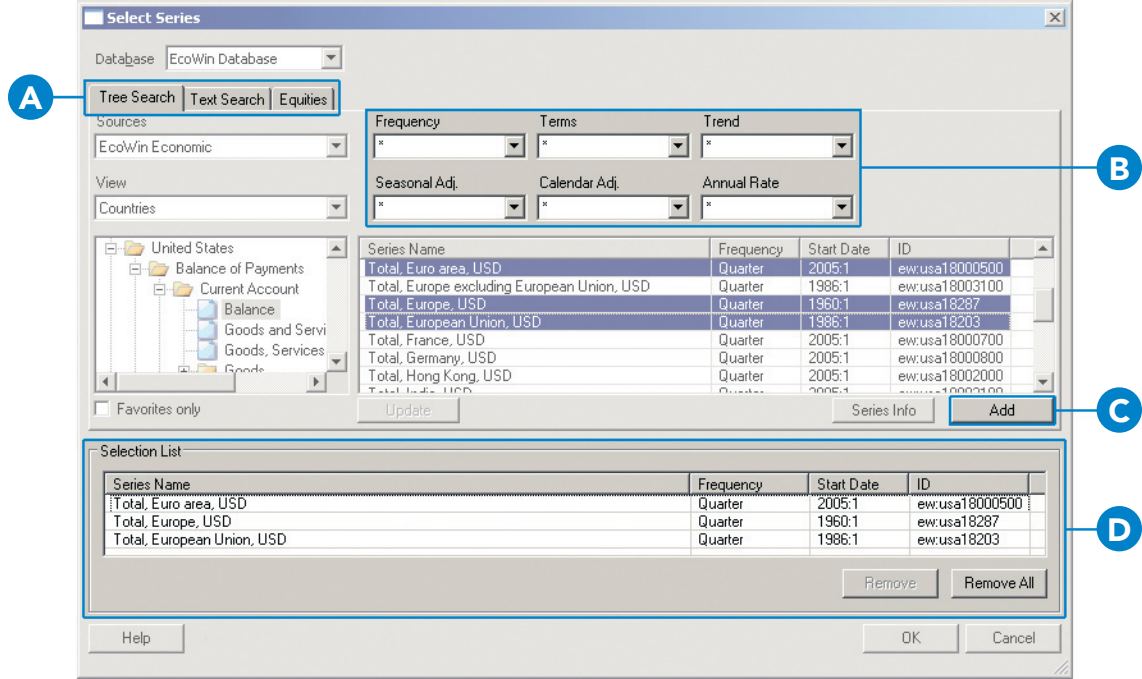 Select Series
Database EcoWin Database
A
Tree Search Text Search Equities
Sources
EcoWin Economic
View
Countries
Frequency Terms Trend
* * *
Seasonal Adj. Calendar Adj. Annual Rate
* * *
B
United States
Balance of Payments
Current Account
Balance
Goods and Servi
Goods, Services
Goods
Series Name Frequency Start Date ID
Total, Euro area, USD Quarter 2005:1 ew:usa18000500
Total, Europe excluding European Union, USD Quarter 1986:1 ew:usa18003100
Total, Europe, USD Quarter 1960:1 ew:usa18287
Total, European Union, USD Quarter 1986:1 ew:usa18203
Total, France, USD Quarter 2005:1 ew:usa18000700
Total, Germany, USD Quarter 2005:1 ew:usa18000800
Total, Hong Kong, USD Quarter 2005:1 ew:usa18002000
Total, India, USD Quarter 2005:1
Favorites only Update Series Info Add
C
Selection List
Series Name Frequency Start Date ID
Total, Euro area, USD Quarter 2005:1 ew:usa18000500
Total, Europe, USD Quarter 1960:1 ew:usa18287
Total, European Union, USD Quarter 1986:1 ew:usa18203
D
Remove Remove All
Help OK Cancel